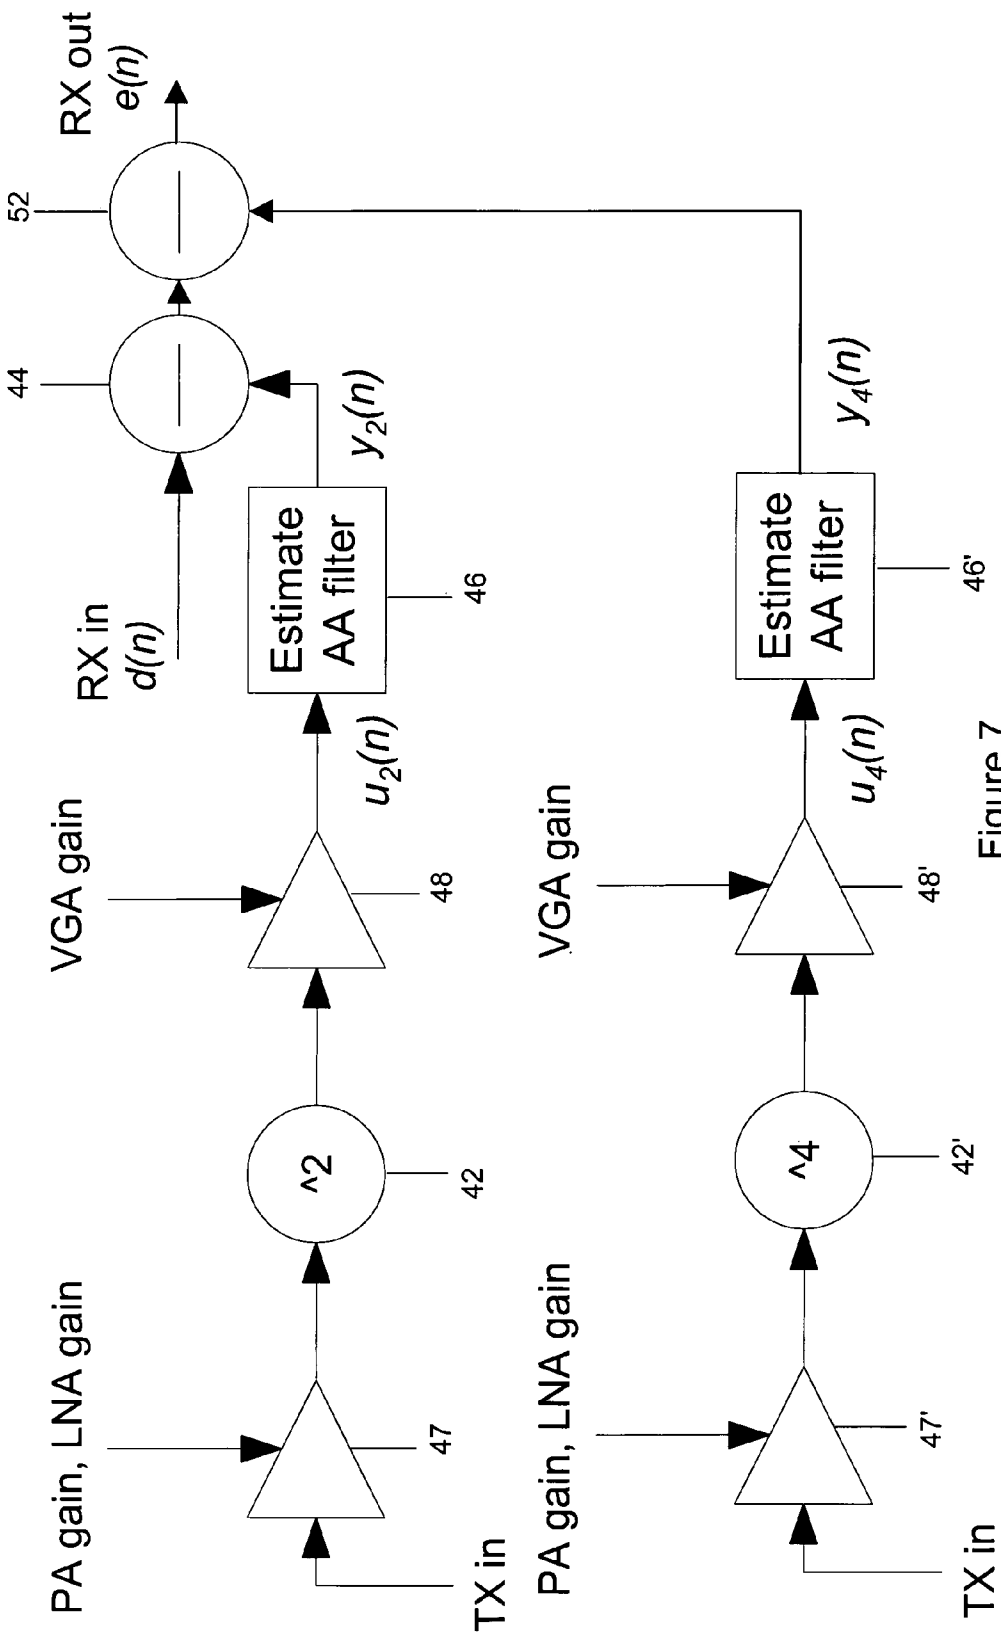 RX out
e(n)
52
44
RX in
d(n)
y₂(n)
Estimate
AA filter
46
u₂(n)
VGA gain
48
^2
42
PA gain, LNA gain
47
TX in
y₄(n)
Estimate
AA filter
46'
u₄(n)
VGA gain
48'
^4
42'
PA gain, LNA gain
47'
TX in
Figure 7